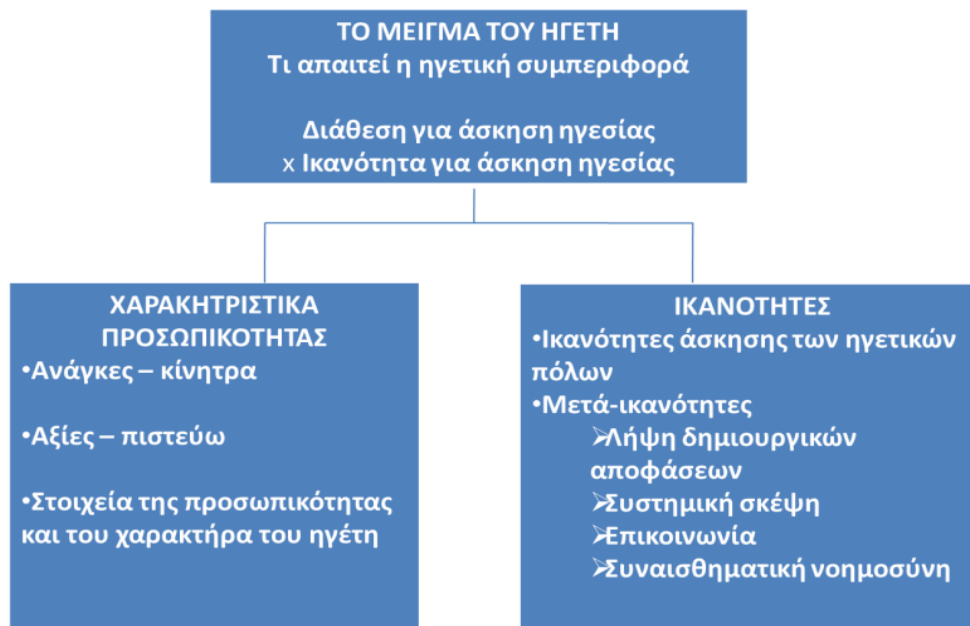 ΤΟ ΜΕΙΓΜΑ ΤΟΥ ΗΓΕΤΗ
Τι απαιτεί η ηγετική συμπεριφορά
Διάθεση για άσκηση ηγεσίας
x Ικανότητα για άσκηση ηγεσίας
ΧΑΡΑΚΗΤΡΙΣΤΙΚΑ
ΠΡΟΣΩΠΙΚΟΤΗΤΑΣ
•Ανάγκες – κίνητρα
•Αξίες – πιστεύω
•Στοιχεία της προσωπικότητας
και του χαρακτήρα του ηγέτη
ΙΚΑΝΟΤΗΤΕΣ
•Ικανότητες άσκησης των ηγετικών
πόλων
•Μετά-ικανότητες
➢Λήψη δημιουργικών
αποφάσεων
➢Συστημική σκέψη
➢Επικοινωνία
➢Συναισθηματική νοημοσύνη